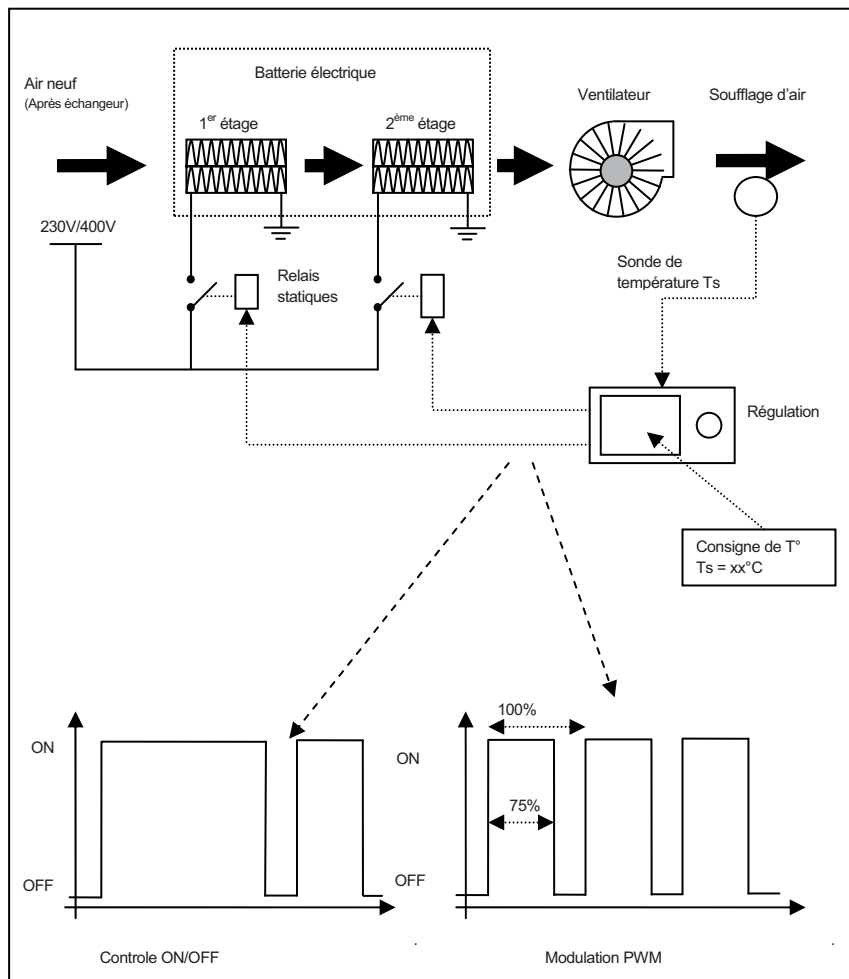 Batterie électrique
Air neuf
(Après échangeur)
Ventilateur
Soufflage d'air
1er étage
2ème étage
230V/400V
Relais
statiques
Sonde de
température Ts
Régulation
Consigne de T°
Ts = xx°C
100%
ON
ON
75%
OFF
OFF
Controle ON/OFF
Modulation PWM